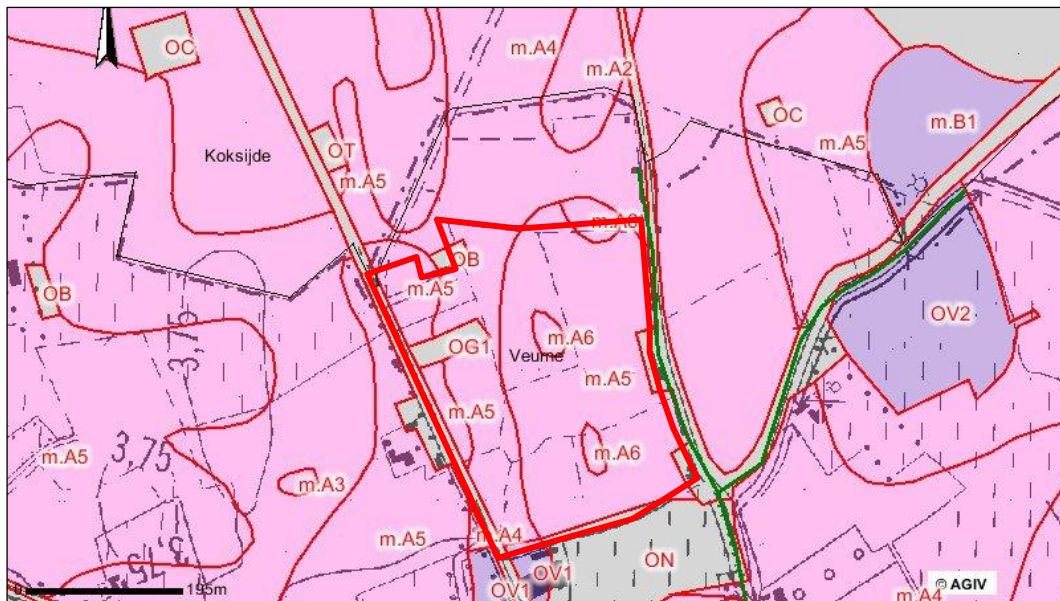 OC
m.A4
m.A2
OC
m.B1
m.A5
Koksijde
OT
m.A5
OB
m.A5
OB
3,75
OV2
OG1
m.A6
Veurne
m.A5
m.A5
m.A5
3,75
m.A3
m.A6
m.A5
m.A4
ON
OV1
OV1
195m
© AGIV
m.A4